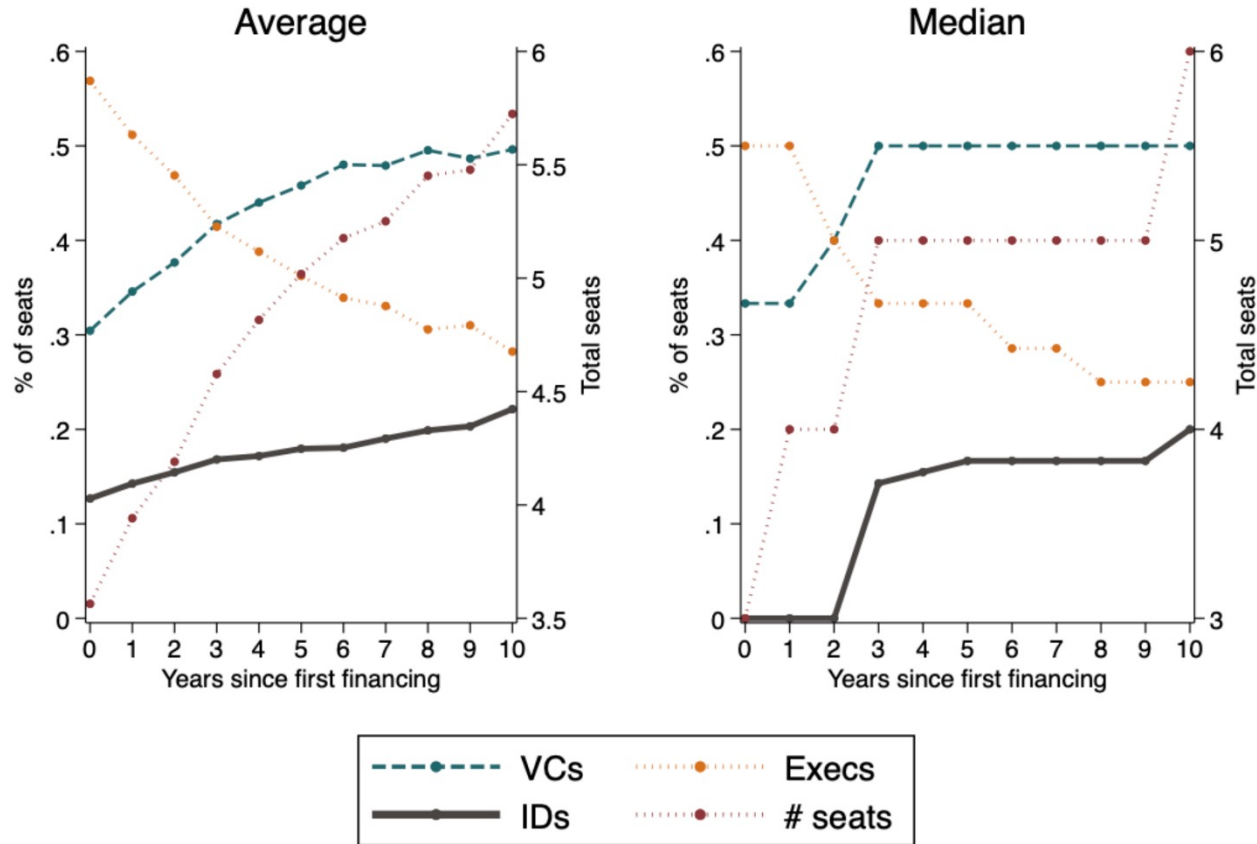 Average
.6
.5
.4
.3
.2
.1
0
% of seats
6
5.5
5
4.5
4
3.5
Total seats
0 1 2 3 4 5 6 7 8 9 10
Years since first financing
Median
.6
.5
.4
.3
.2
.1
0
% of seats
6
5
4
3
Total seats
0 1 2 3 4 5 6 7 8 9 10
Years since first financing
VCs Execs
IDs # seats